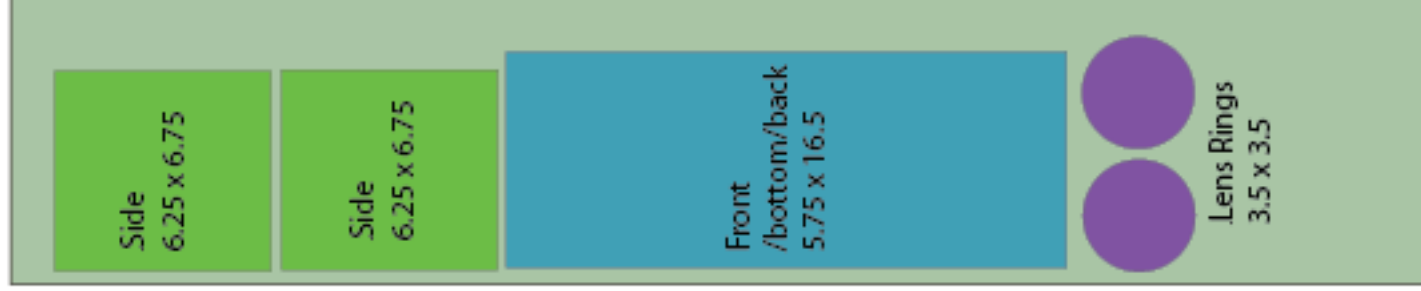 Side
6.25 x 6.75
Side
6.25 x 6.75
Front
/bottom/back
5.75 x 16.5
Lens Rings
3.5 x 3.5